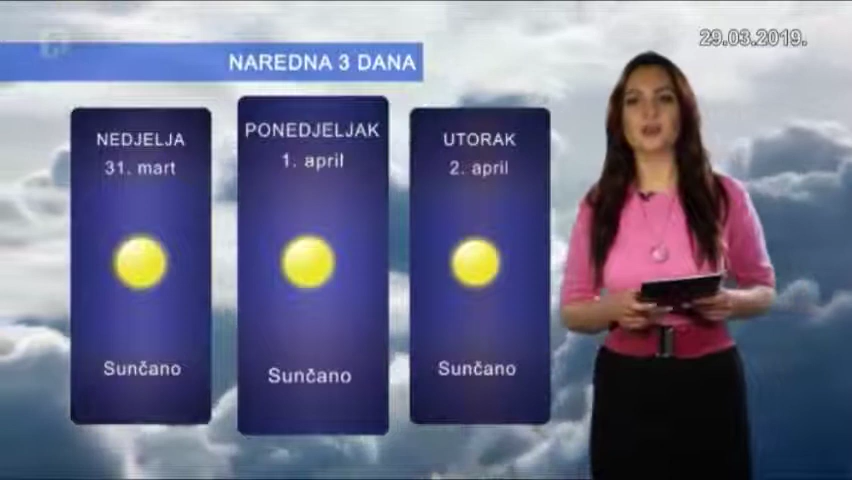 29.03.2019.
NAREDNA 3 DANA
NEDJELJA
31. mart
Sunčano
PONEDJELJAK
1. april
Sunčano
UTORAK
2. april
Sunčano